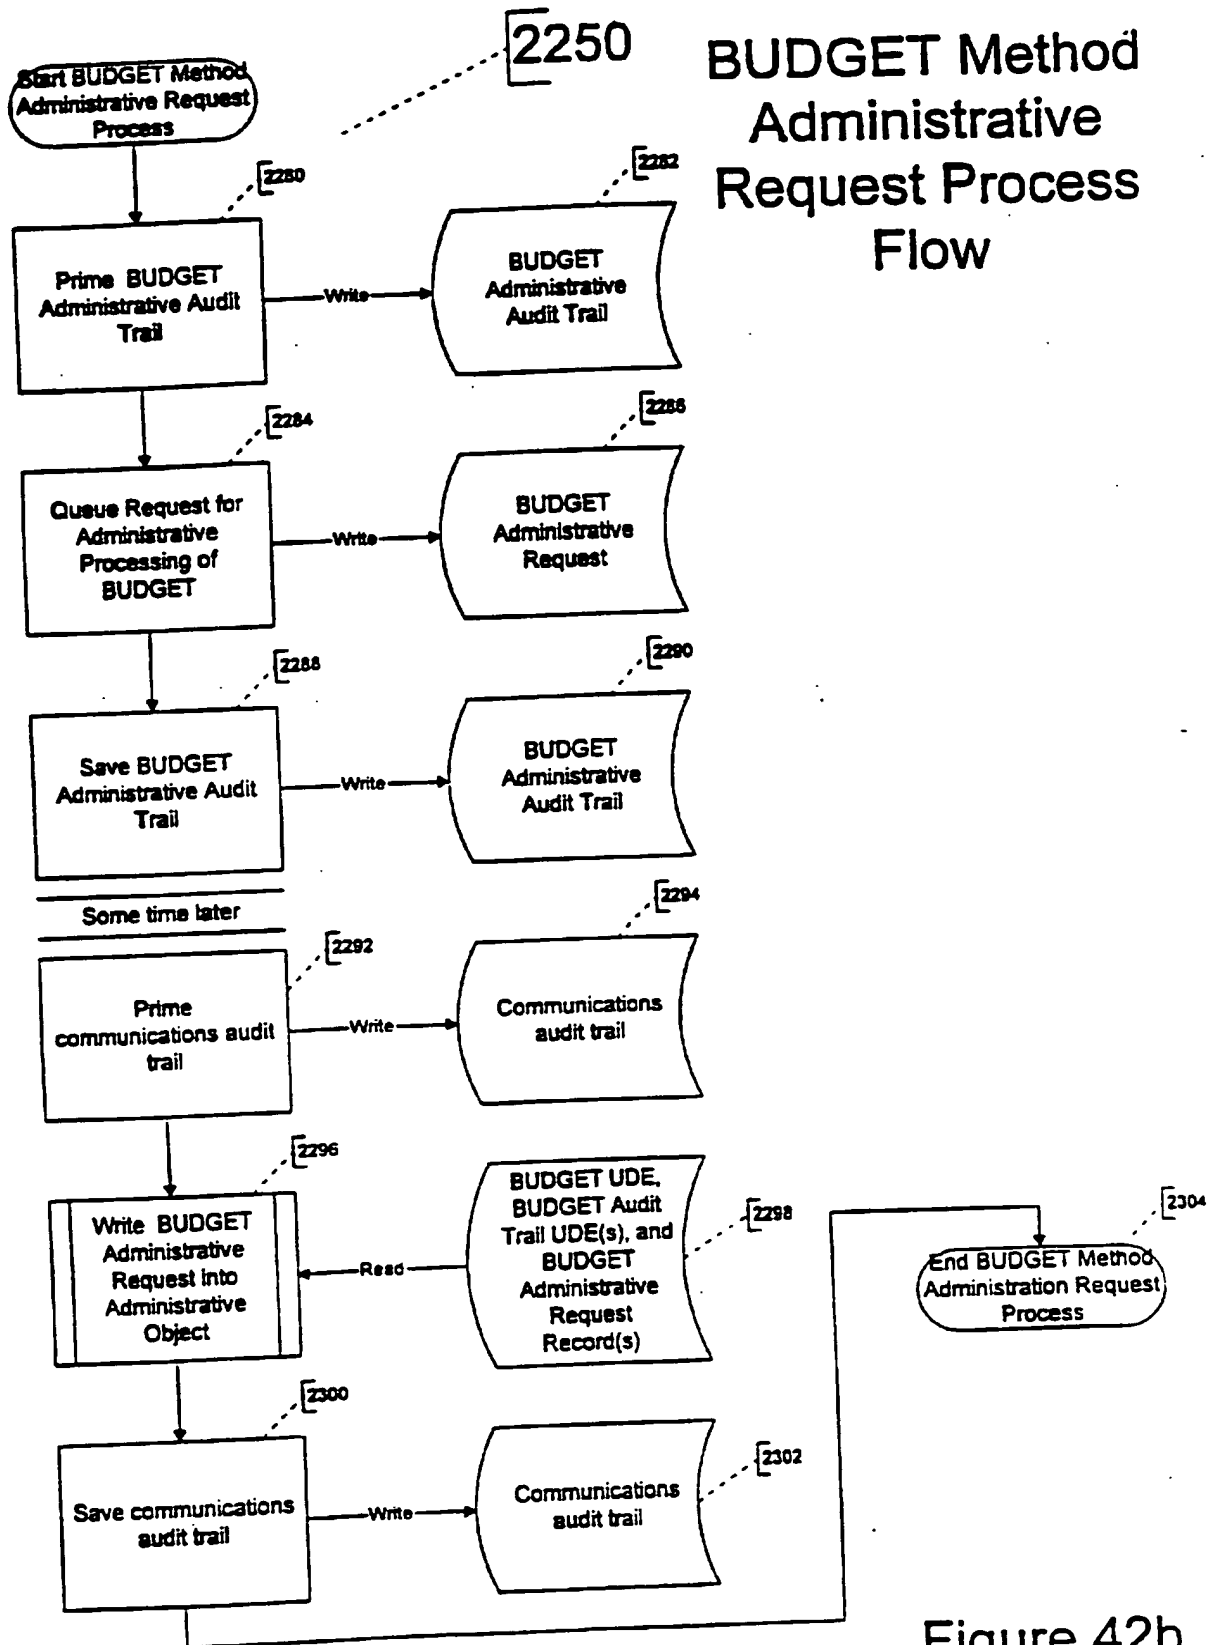 2250
BUDGET Method
Administrative
Request Process
Flow
Start BUDGET Method
Administrative Request
Process
2280
Prime BUDGET
Administrative Audit
Trail
Write
2282
BUDGET
Administrative
Audit Trail
2284
Queue Request for
Administrative
Processing of
BUDGET
Write
2286
BUDGET
Administrative
Request
2288
Save BUDGET
Administrative Audit
Trail
Write
2290
BUDGET
Administrative
Audit Trail
Some time later
2292
Prime
communications audit
trail
Write
2294
Communications
audit trail
2296
Write BUDGET
Administrative
Request into
Administrative
Object
Read
2298
BUDGET UDE,
BUDGET Audit
Trail UDE(s), and
BUDGET
Administrative
Request
Record(s)
2300
Save communications
audit trail
Write
2302
Communications
audit trail
2304
End BUDGET Method
Administration Request
Process
Figure 42b